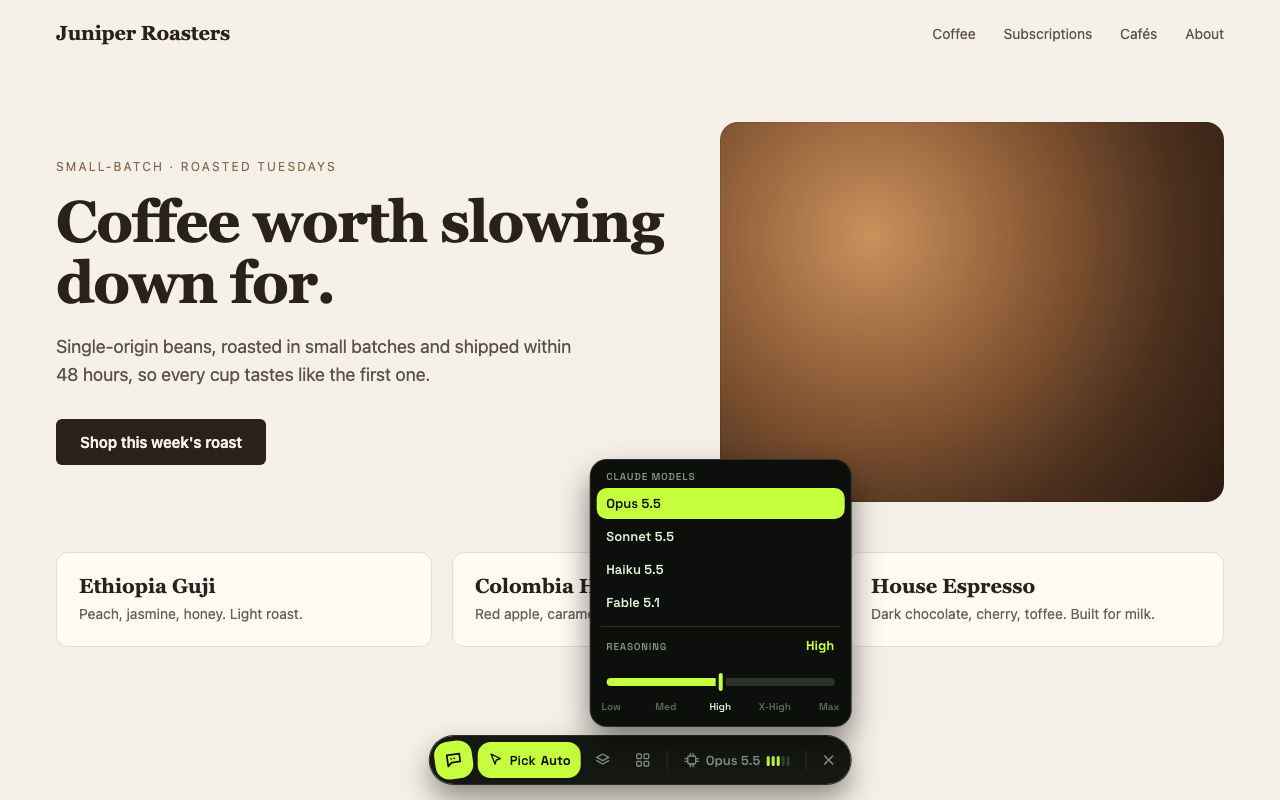 Juniper Roasters
Coffee Subscriptions Cafés About
SMALL-BATCH · ROASTED TUESDAYS
Coffee worth slowing
down for.
Single-origin beans, roasted in small batches and shipped within
48 hours, so every cup tastes like the first one.
Shop this week's roast
CLAUDE MODELS
Opus 5.5
Sonnet 5.5
Haiku 5.5
Fable 5.1
REASONING High
Low Med High X-High Max
Ethiopia Guji
Peach, jasmine, honey. Light roast.
Colombia
Red apple,
House Espresso
Dark chocolate, cherry, toffee. Built for milk.
Pick Auto
Opus 5.5